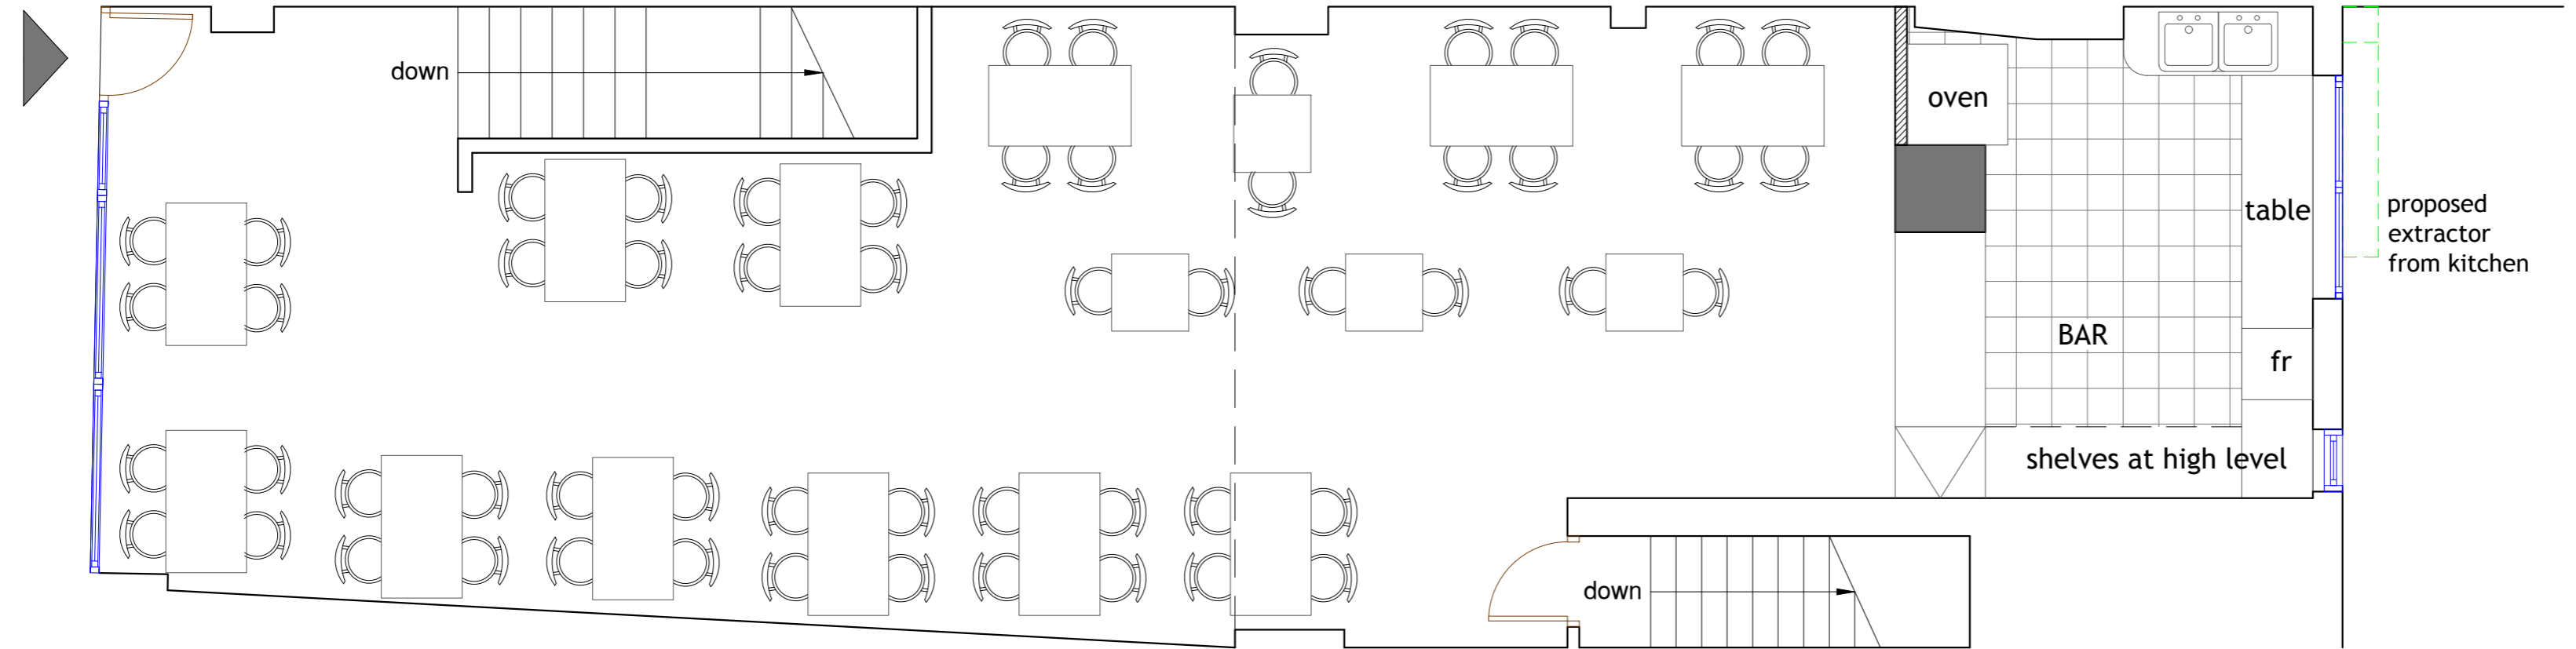 down
oven
table
proposed
extractor
from kitchen
BAR
fr
shelves at high level
down